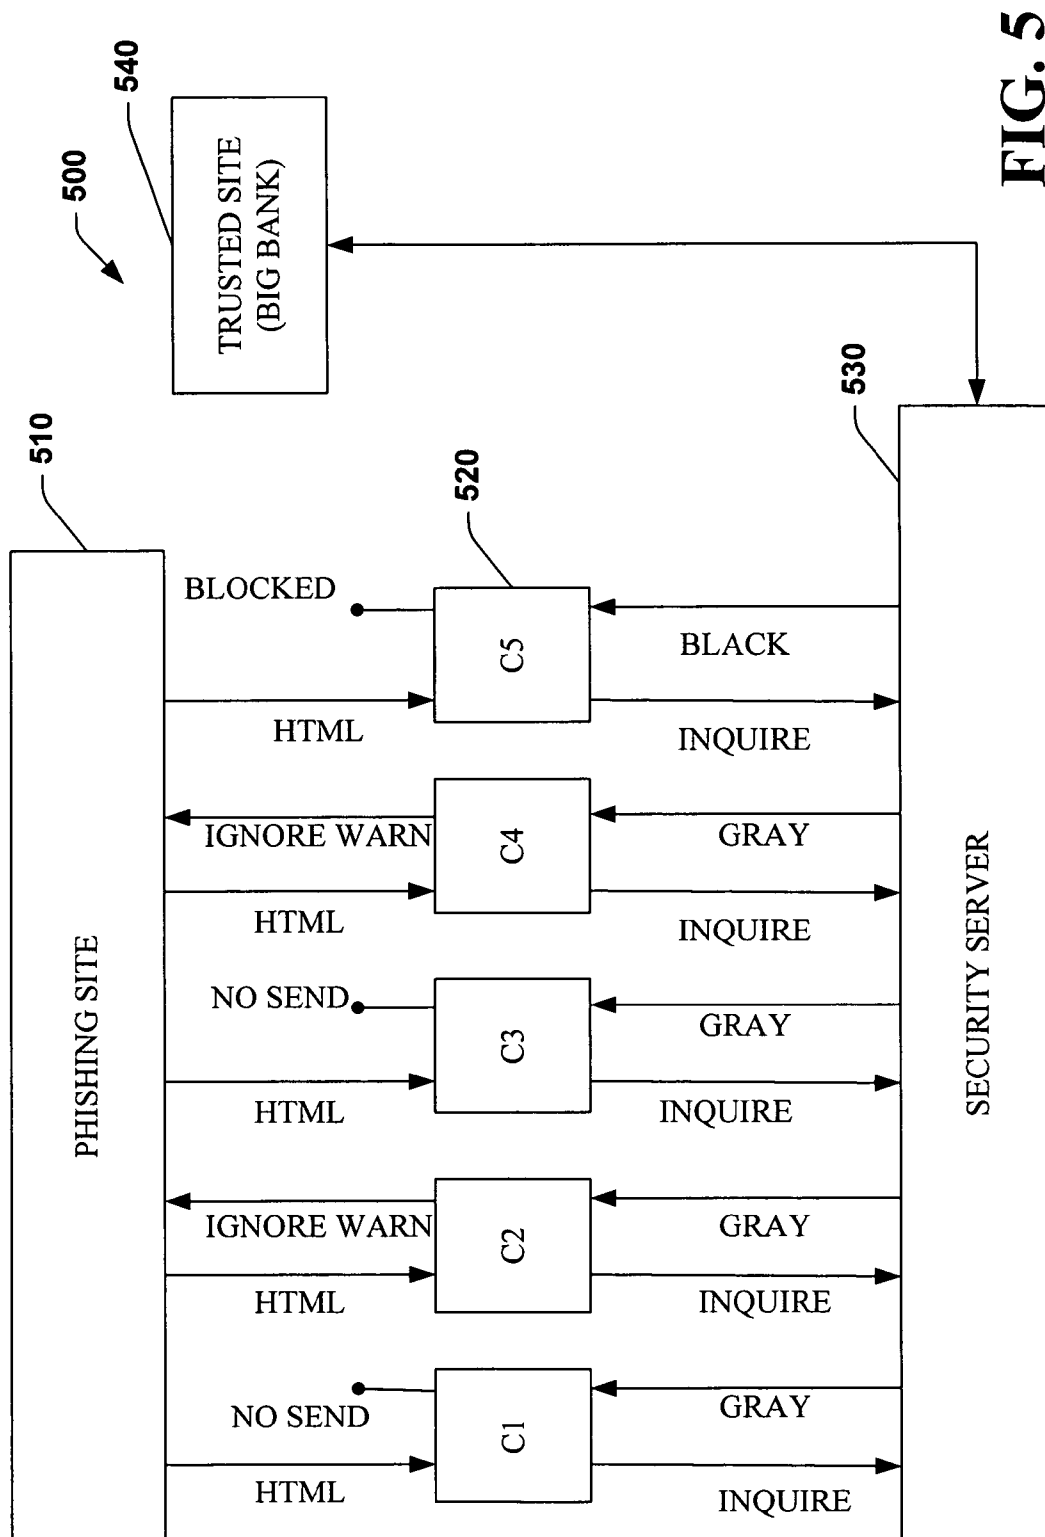 FIG. 5
500
540
TRUSTED SITE
(BIG BANK)
510
PHISHING SITE
520
530
SECURITY SERVER
HTML
NO SEND
C1
INQUIRE
GRAY
HTML
IGNORE WARN
C2
INQUIRE
GRAY
HTML
NO SEND
C3
INQUIRE
GRAY
HTML
IGNORE WARN
C4
INQUIRE
GRAY
HTML
BLOCKED
C5
INQUIRE
BLACK